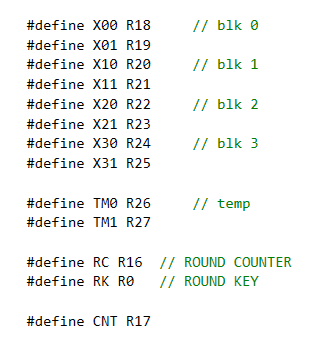 #define X00 R18 // blk 0
#define X01 R19
#define X10 R20 // blk 1
#define X11 R21
#define X20 R22 // blk 2
#define X21 R23
#define X30 R24 // blk 3
#define X31 R25
#define TM0 R26 // temp
#define TM1 R27
#define RC R16 // ROUND COUNTER
#define RK R0 // ROUND KEY
#define CNT R17